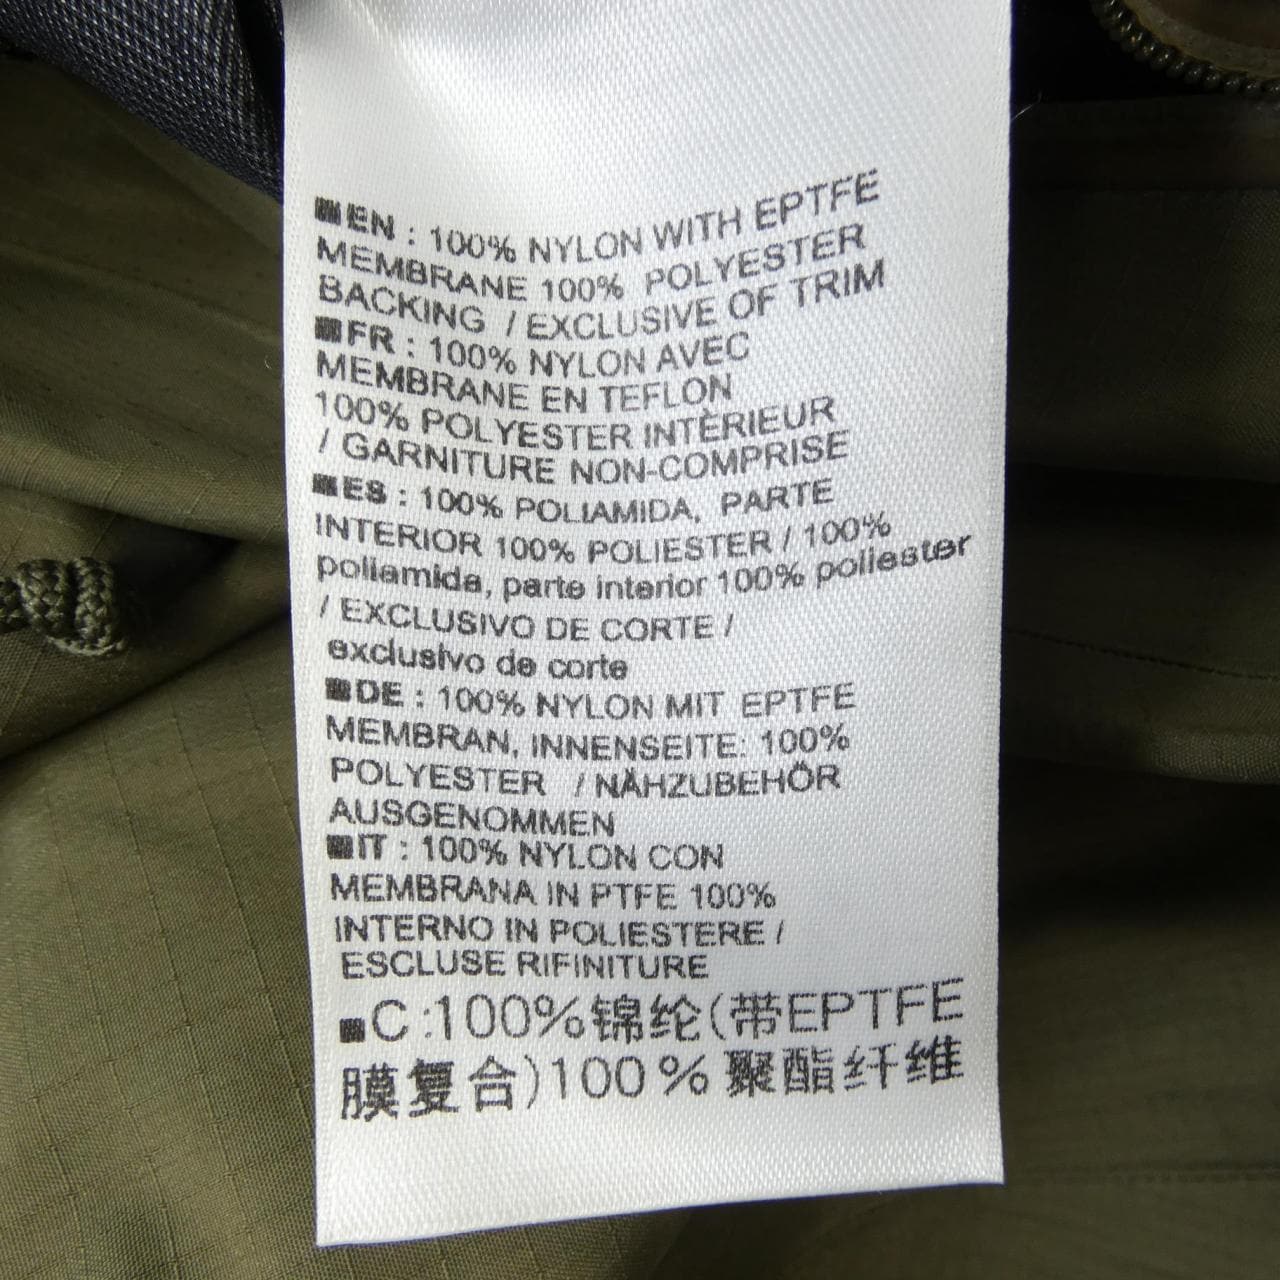 ■EN : 100% NYLON WITH EPTFE
MEMBRANE 100% POLYESTER
BACKING / EXCLUSIVE OF TRIM
■FR : 100% NYLON AVEC
MEMBRANE EN TEFLON
100% POLYESTER INTÈRIEUR
/ GARNITURE NON-COMPRISE
■ES : 100% POLIAMIDA, PARTE
INTERIOR 100% POLIESTER / 100%
poliamida, parte interior 100% poliester
/ EXCLUSIVO DE CORTE /
exclusivo de corte
■DE : 100% NYLON MIT EPTFE
MEMBRAN, INNENSEITE: 100%
POLYESTER / NÄHZUBEHÖR
AUSGENOMMEN
■IT : 100% NYLON CON
MEMBRANA IN PTFE 100%
INTERNO IN POLIESTERE /
ESCLUSE RIFINITURE
■C:100%锦纶(带EPTFE
膜复合)100%聚酯纤维